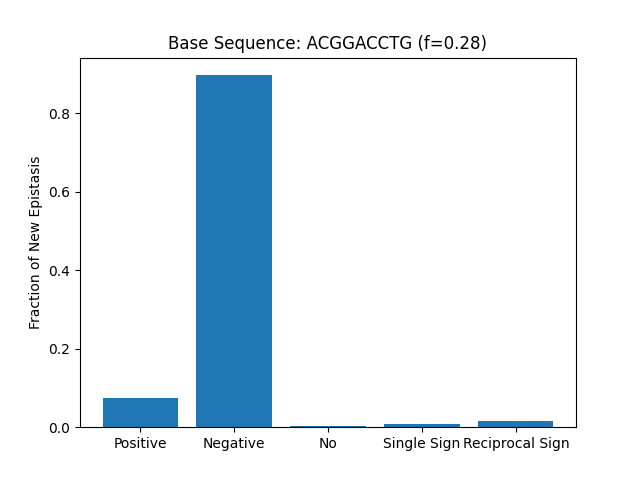 Base Sequence: ACGGACCTG (f=0.28)
Fraction of New Epistasis
0.8
0.6
0.4
0.2
0.0
Positive
Negative
No
Single Sign
Reciprocal Sign